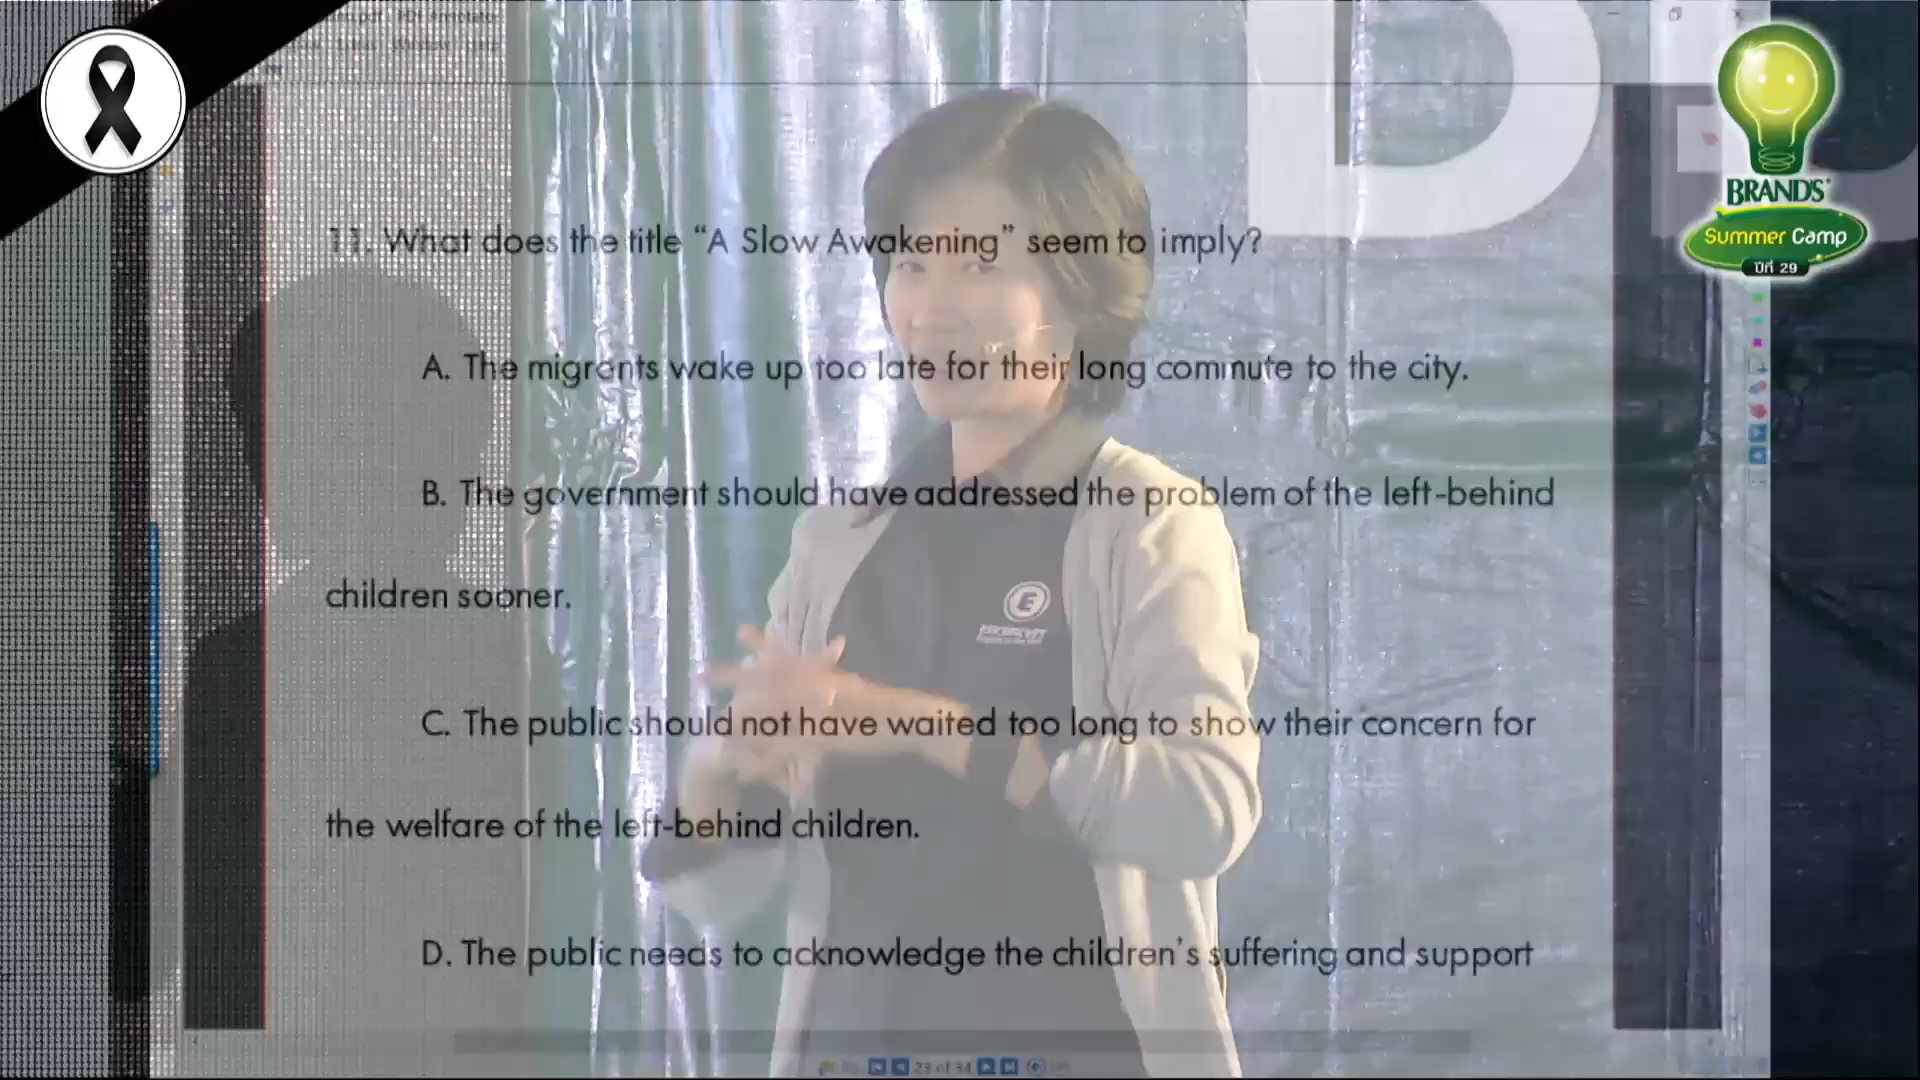 BRAND'S
Summer Camp
ปีที่ 29
11. What does the title “A Slow Awakening” seem to imply?
A. The migrants wake up too late for their long commute to the city.
B. The government should have addressed the problem of the left-behind
children sooner.
C. The public should not have waited too long to show their concern for
the welfare of the left-behind children.
D. The public needs to acknowledge the children’s suffering and support
E
23 of 34